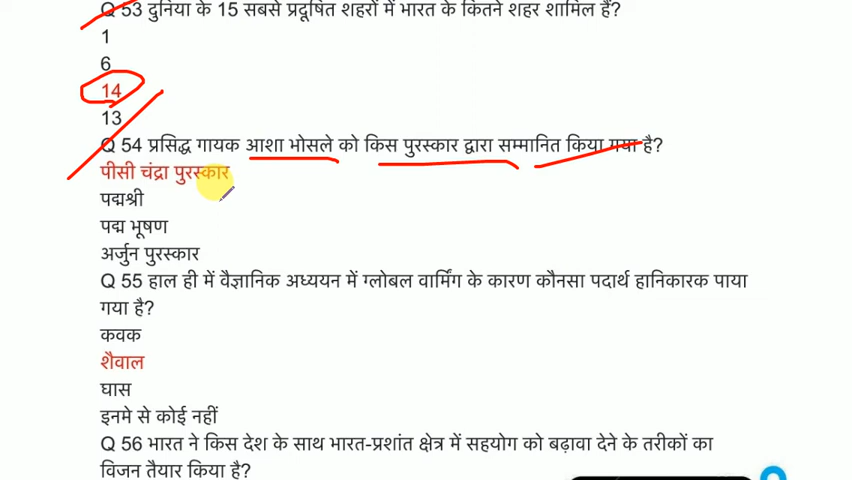 Q 53 दुनिया के 15 सबसे प्रदूषित शहरों में भारत के कितने शहर शामिल हैं?
1
6
14
13
Q 54 प्रसिद्ध गायक आशा भोसले को किस पुरस्कार द्वारा सम्मानित किया गया है?
पीसी चंद्रा पुरस्कार
पद्मश्री
पद्म भूषण
अर्जुन पुरस्कार
Q 55 हाल ही में वैज्ञानिक अध्ययन में ग्लोबल वार्मिंग के कारण कौनसा पदार्थ हानिकारक पाया
गया है?
कवक
शैवाल
घास
इनमे से कोई नहीं
Q 56 भारत ने किस देश के साथ भारत-प्रशांत क्षेत्र में सहयोग को बढ़ावा देने के तरीकों का
विजन तैयार किया है?